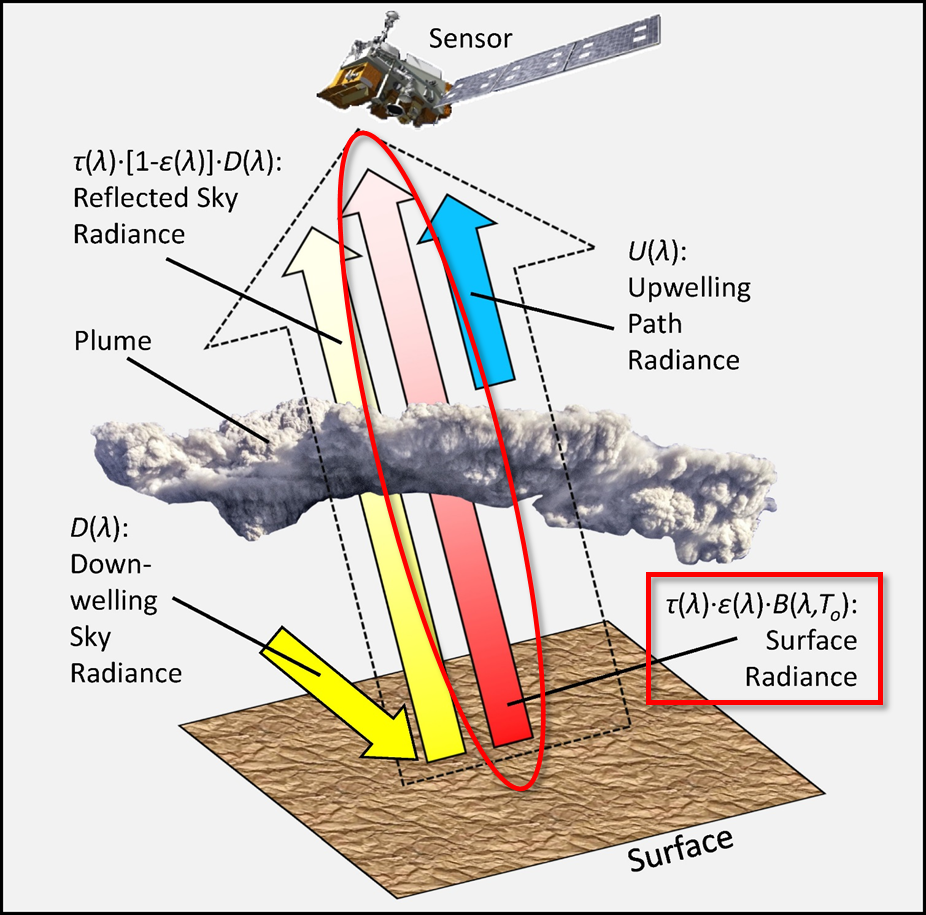 Sensor
τ(λ)·[1-ε(λ)]·D(λ):
Reflected Sky
Radiance
U(λ):
Upwelling
Path
Radiance
Plume
D(λ):
Down-
welling
Sky
Radiance
τ(λ)·ε(λ)·B(λ,Tₒ):
Surface
Radiance
Surface